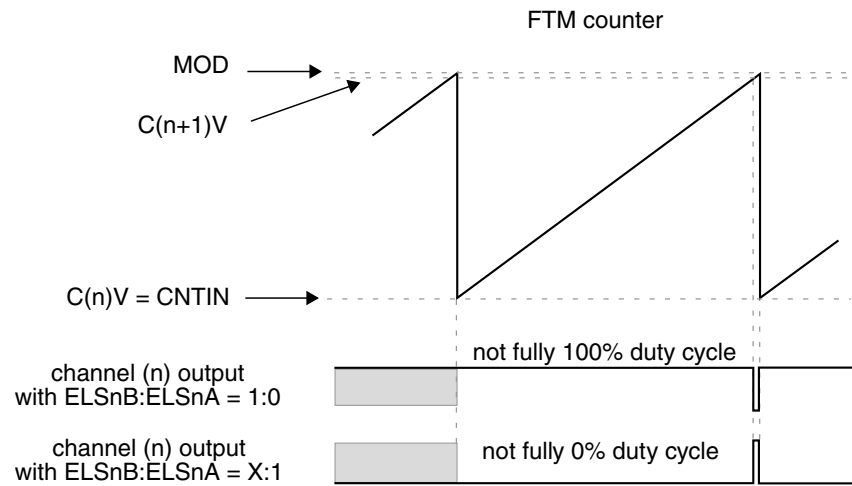 FTM counter
MOD
C(n+1)V
C(n)V = CNTIN
not fully 100% duty cycle
channel (n) output
with ELSnB:ELSnA = 1:0
channel (n) output
with ELSnB:ELSnA = X:1
not fully 0% duty cycle